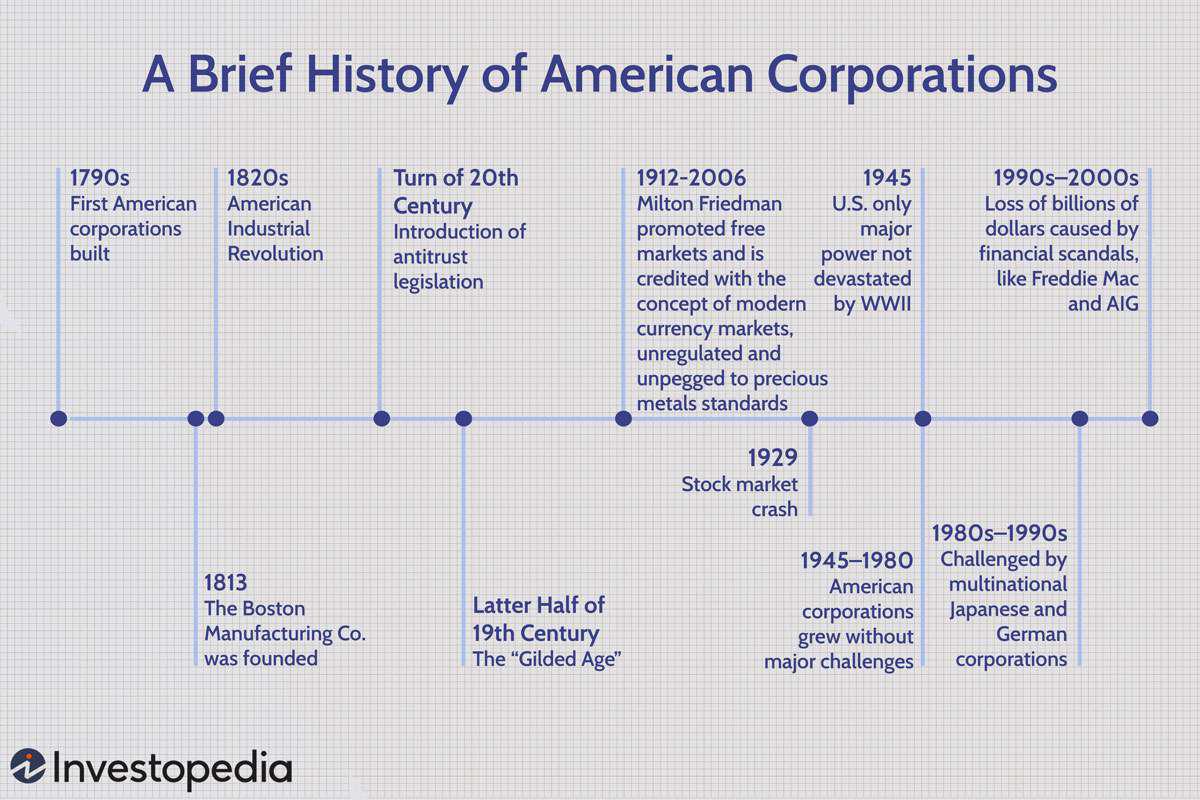 A Brief History of American Corporations
1790s
First American
corporations
built
1820s
American
Industrial
Revolution
Turn of 20th
Century
Introduction of
antitrust
legislation
1912-2006
Milton Friedman
promoted free
markets and is
credited with the
concept of modern
currency markets,
unregulated and
unpegged to precious
metals standards
1945
U.S. only
major
power not
devastated
by WWII
1990s–2000s
Loss of billions of
dollars caused by
financial scandals,
like Freddie Mac
and AIG
1813
The Boston
Manufacturing Co.
was founded
Latter Half of
19th Century
The “Gilded Age”
1929
Stock market
crash
1945–1980
American
corporations
grew without
major challenges
1980s–1990s
Challenged by
multinational
Japanese and
German
corporations
Investopedia